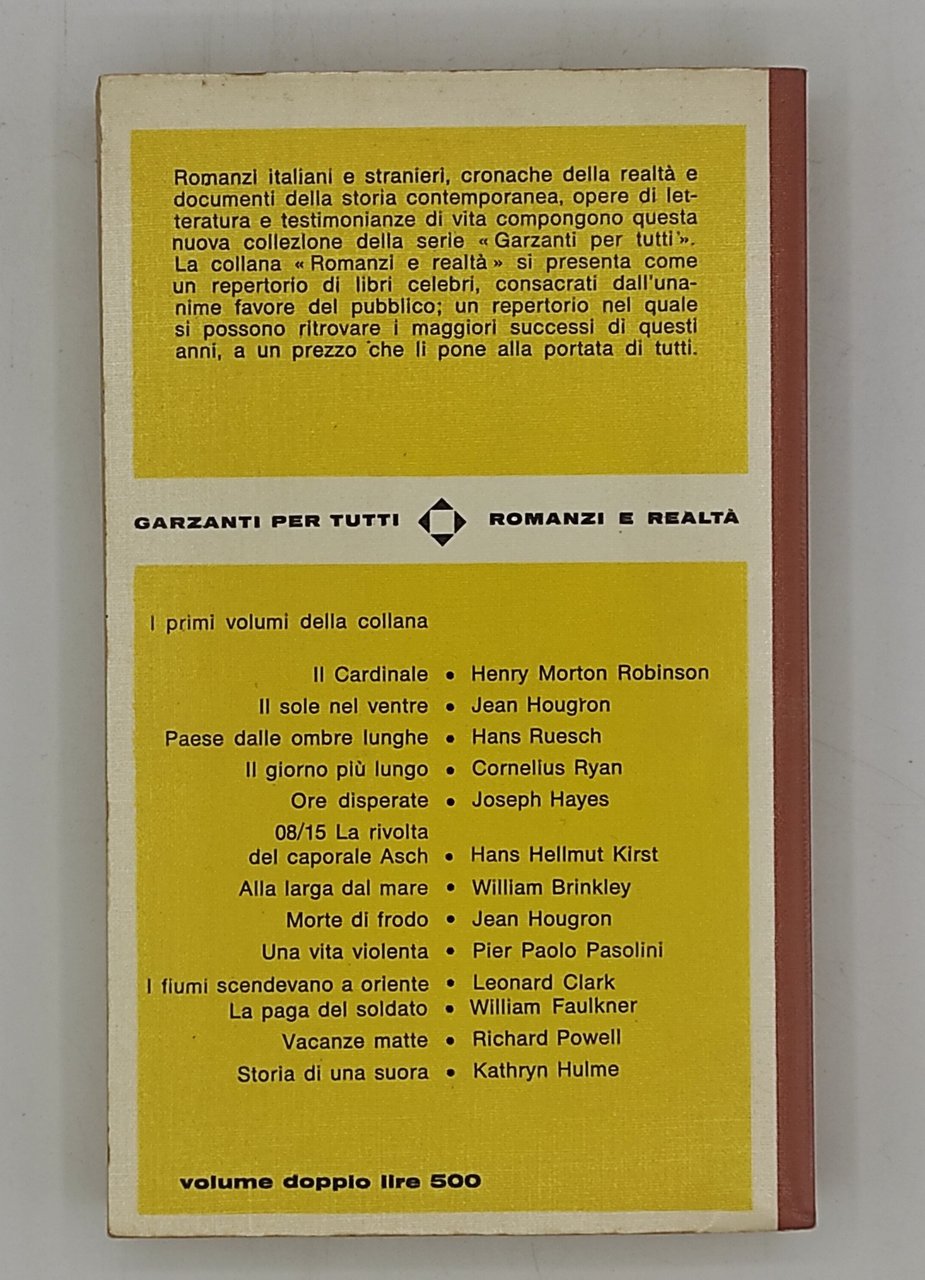 Romanzi italiani e stranieri, cronache della realtà e
documenti della storia contemporanea, opere di let-
teratura e testimonianze di vita compongono questa
nuova collezione della serie « Garzanti per tutti ».
La collana « Romanzi e realtà » si presenta come
un repertorio di libri celebri, consacrati dall'una-
nime favore del pubblico; un repertorio nel quale
si possono ritrovare i maggiori successi di questi
anni, a un prezzo che li pone alla portata di tutti.
GARZANTI PER TUTTI ROMANZI E REALTÀ
I primi volumi della collana
Il Cardinale • Henry Morton Robinson
Il sole nel ventre • Jean Hougron
Paese dalle ombre lunghe • Hans Ruesch
Il giorno più lungo • Cornelius Ryan
Ore disperate • Joseph Hayes
08/15 La rivolta
del caporale Asch • Hans Hellmut Kirst
Alla larga dal mare • William Brinkley
Morte di frodo • Jean Hougron
Una vita violenta • Pier Paolo Pasolini
I fiumi scendevano a oriente • Leonard Clark
La paga del soldato • William Faulkner
Vacanze matte • Richard Powell
Storia di una suora • Kathryn Hulme
volume doppio lire 500